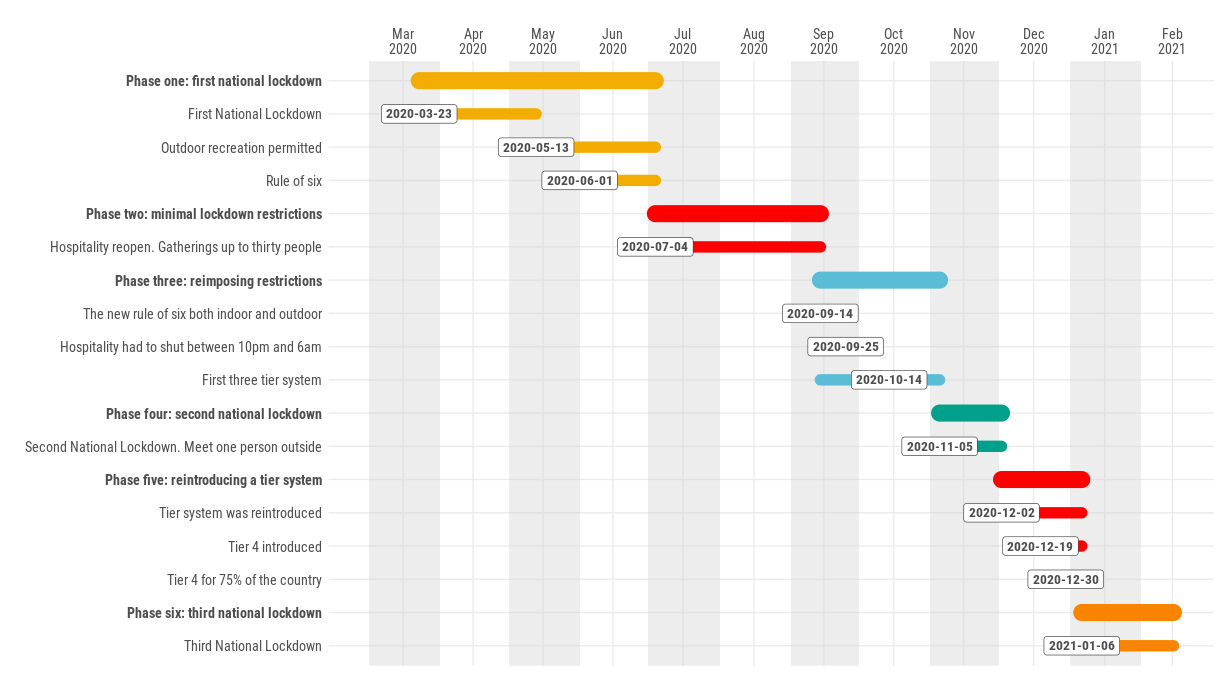 Mar Apr May Jun Jul Aug Sep Oct Nov Dec Jan Feb
2020 2020 2020 2020 2020 2020 2020 2020 2020 2020 2021 2021
Phase one: first national lockdown
First National Lockdown 2020-03-23
Outdoor recreation permitted 2020-05-13
Rule of six 2020-06-01
Phase two: minimal lockdown restrictions
Hospitality reopen. Gatherings up to thirty people 2020-07-04
Phase three: reimposing restrictions
The new rule of six both indoor and outdoor 2020-09-14
Hospitality had to shut between 10pm and 6am 2020-09-25
First three tier system 2020-10-14
Phase four: second national lockdown
Second National Lockdown. Meet one person outside 2020-11-05
Phase five: reintroducing a tier system
Tier system was reintroduced 2020-12-02
Tier 4 introduced 2020-12-19
Tier 4 for 75% of the country 2020-12-30
Phase six: third national lockdown
Third National Lockdown 2021-01-06